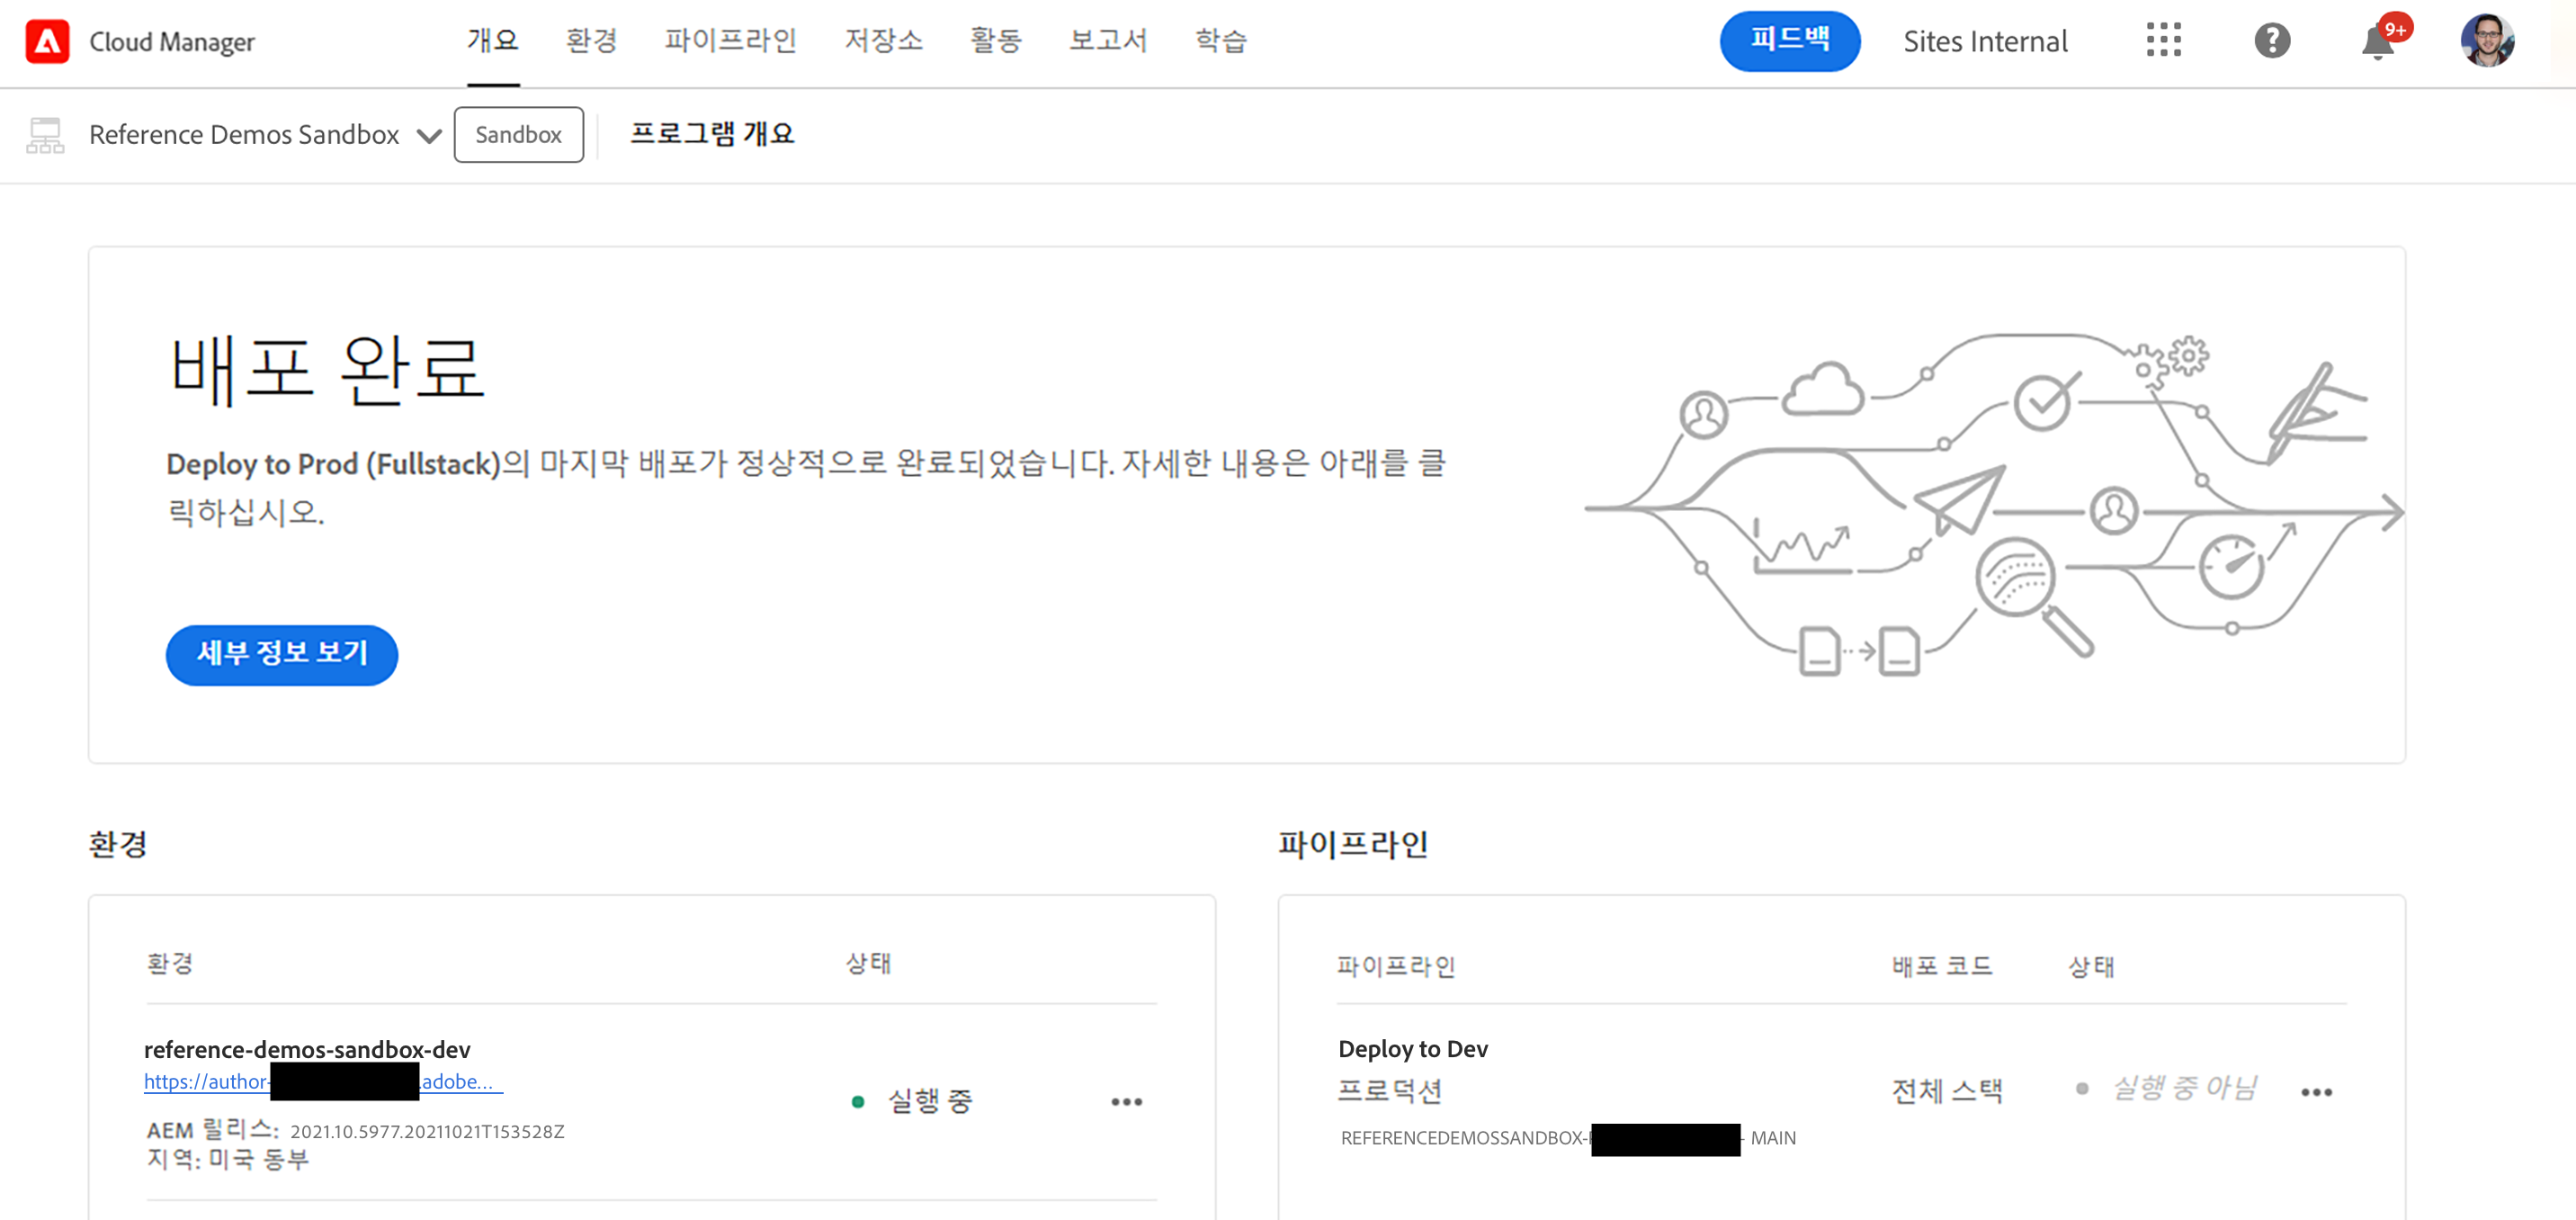 Cloud Manager 개요 환경 파이프라인 저장소 활동 보고서 학습 피드백 Sites Internal 9+
Reference Demos Sandbox Sandbox 프로그램 개요
배포 완료
Deploy to Prod (Fullstack)의 마지막 배포가 정상적으로 완료되었습니다. 자세한 내용은 아래를 클
릭하십시오.
세부 정보 보기
환경
환경 상태
reference-demos-sandbox-dev
https://author- .adobe...
실행 중
AEM 릴리스: 2021.10.5977.20211021T153528Z
지역: 미국 동부
파이프라인
파이프라인 배포 코드 상태
Deploy to Dev
프로덕션 전체 스택 실행 중 아님
REFERENCEDEMOSSANDBOX- - MAIN